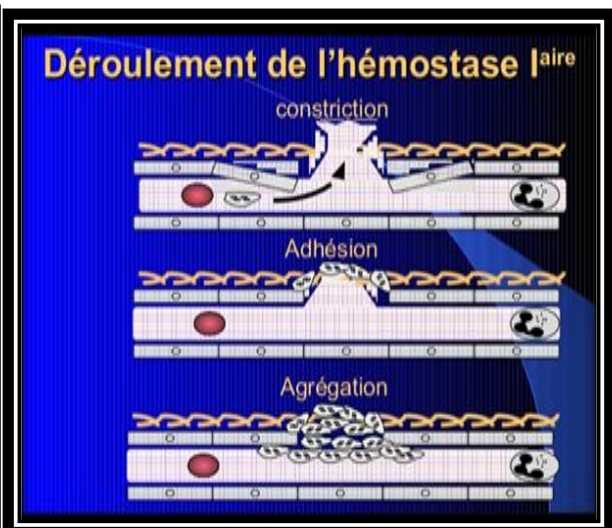 Déroulement de l'hémostase Iaire
constriction
Adhésion
Agrégation